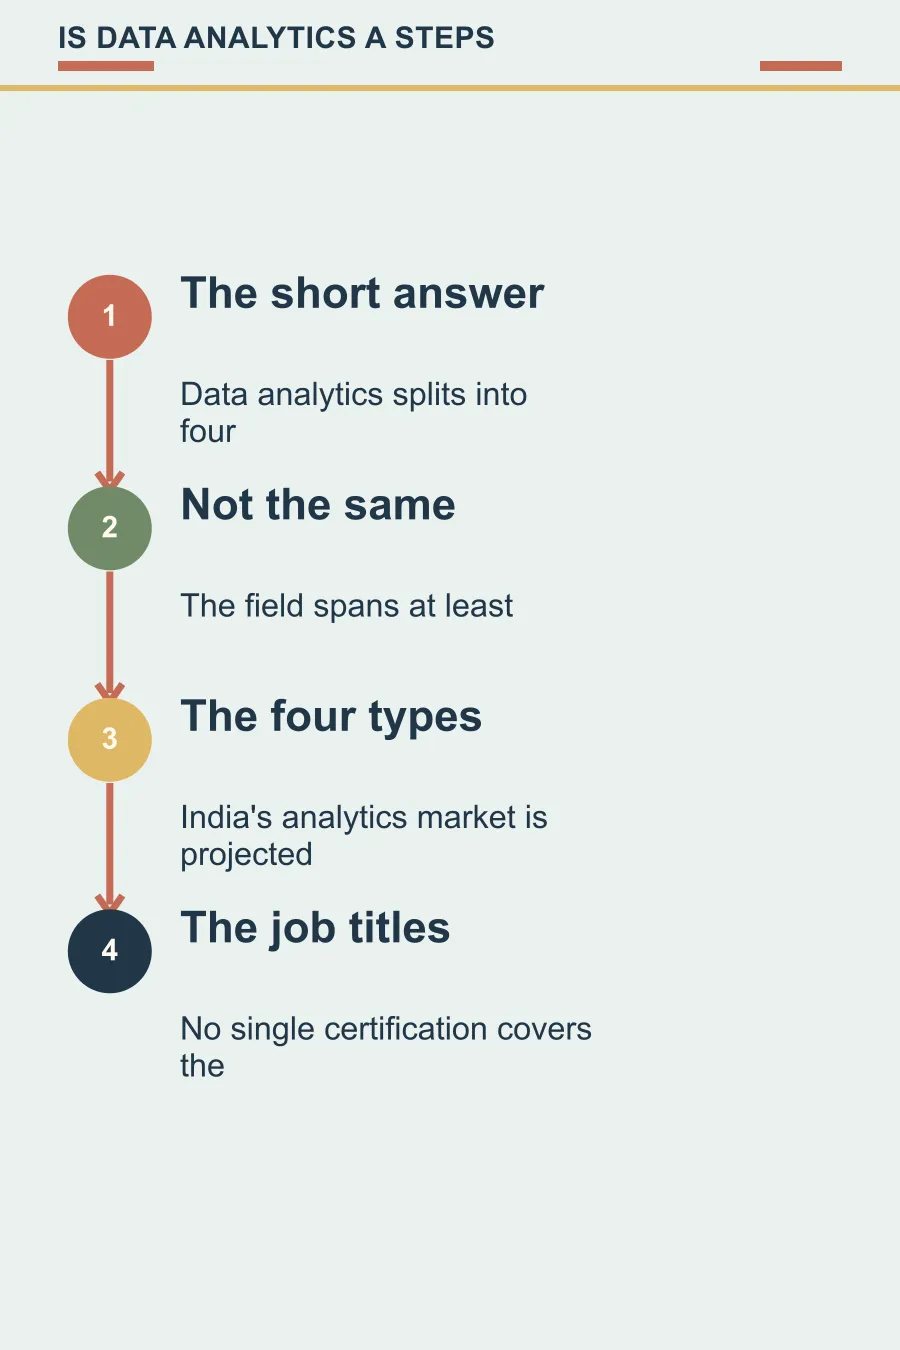 IS DATA ANALYTICS A STEPS
1
The short answer
Data analytics splits into
four
2
Not the same
The field spans at least
3
The four types
India's analytics market is
projected
4
The job titles
No single certification covers
the